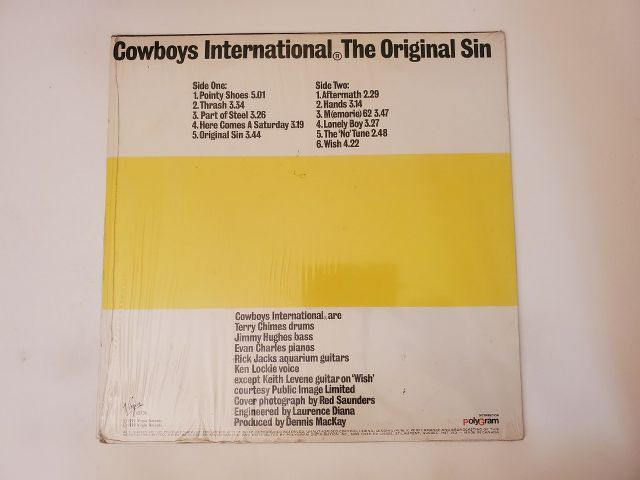 Cowboys International® The Original Sin
Side One:
1. Pointy Shoes 5.01
2. Thrash 3.34
3. Part of Steel 3.26
4. Here Comes A Saturday 3.19
5. Original Sin 3.44
Side Two:
1. Aftermath 2.29
2. Hands 3.14
3. M(emorie) 62 3.47
4. Lonely Boy 3.27
5. The 'No' Tune 2.48
6. Wish 4.22
Cowboys International® are
Terry Chimes drums
Jimmy Hughes bass
Evan Charles pianos
Rick Jacks aquarium guitars
Ken Lockie voice
except Keith Levene guitar on 'Wish'
courtesy Public Image Limited
Cover photograph by Red Saunders
Engineered by Laurence Diana
Produced by Dennis MacKay
Virgin
DISTRIBUTION
PolyGram